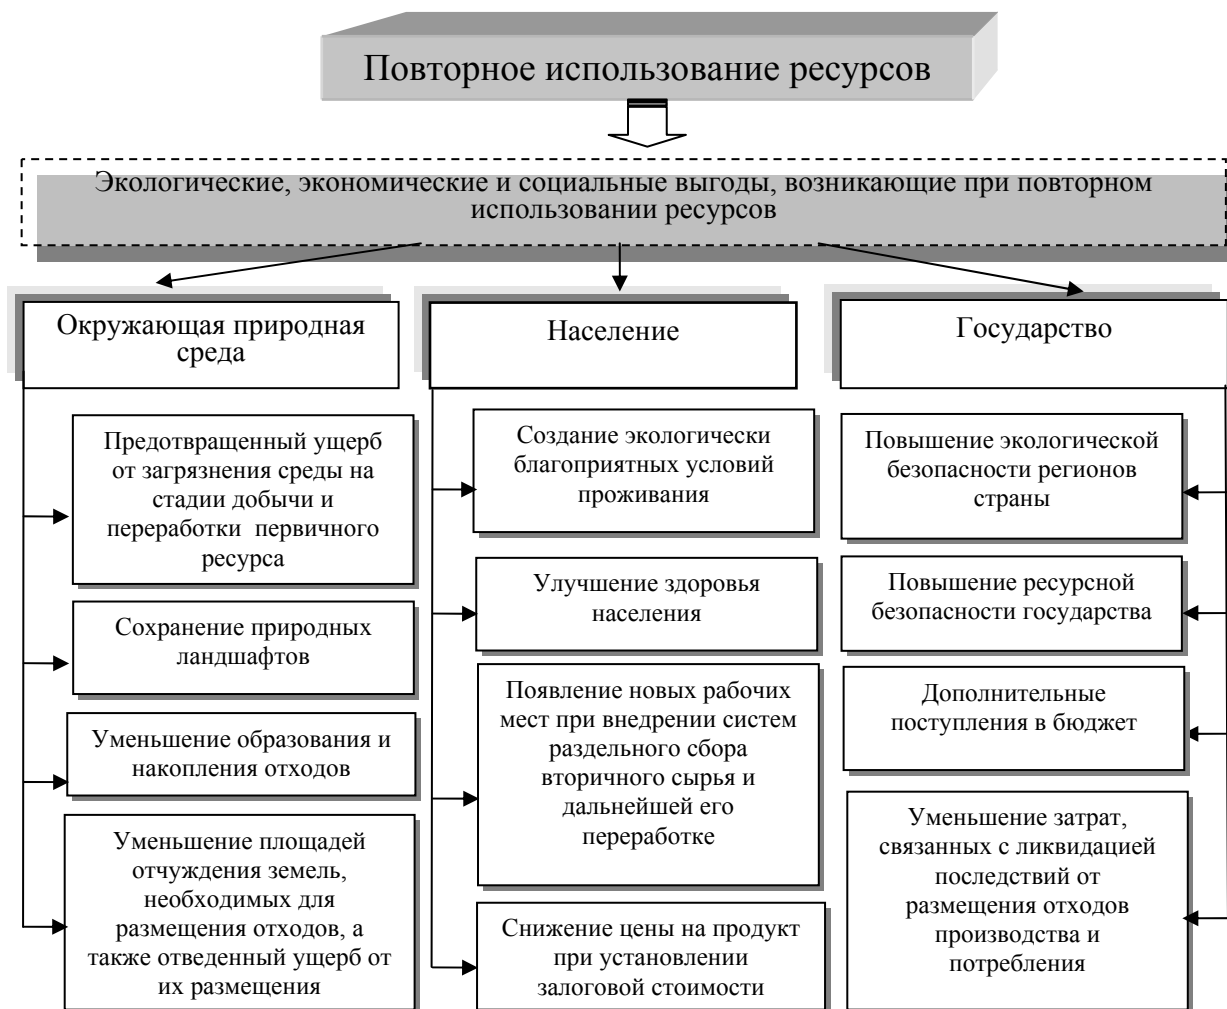 Повторное использование ресурсов
Экологические, экономические и социальные выгоды, возникающие при повторном
использовании ресурсов
Окружающая природная
среда
Предотвращенный ущерб
от загрязнения среды на
стадии добычи и
переработки первичного
ресурса
Сохранение природных
ландшафтов
Уменьшение образования и
накопления отходов
Уменьшение площадей
отчуждения земель,
необходимых для
размещения отходов, а
также отведенный ущерб от
их размещения
Население
Создание экологически
благоприятных условий
проживания
Улучшение здоровья
населения
Появление новых рабочих
мест при внедрении систем
раздельного сбора
вторичного сырья и
дальнейшей его
переработке
Снижение цены на продукт
при установлении
залоговой стоимости
Государство
Повышение экологической
безопасности регионов
страны
Повышение ресурсной
безопасности государства
Дополнительные
поступления в бюджет
Уменьшение затрат,
связанных с ликвидацией
последствий от
размещения отходов
производства и
потребления